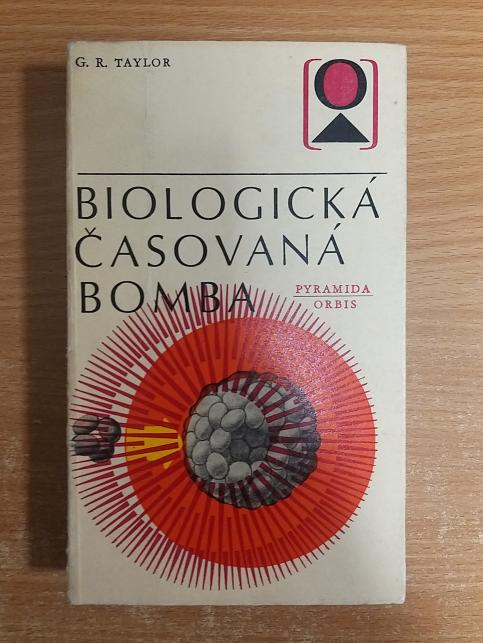 G. R. TAYLOR
BIOLOGICKÁ
ČASOVANÁ
BOMBA
PYRAMIDA
ORBIS